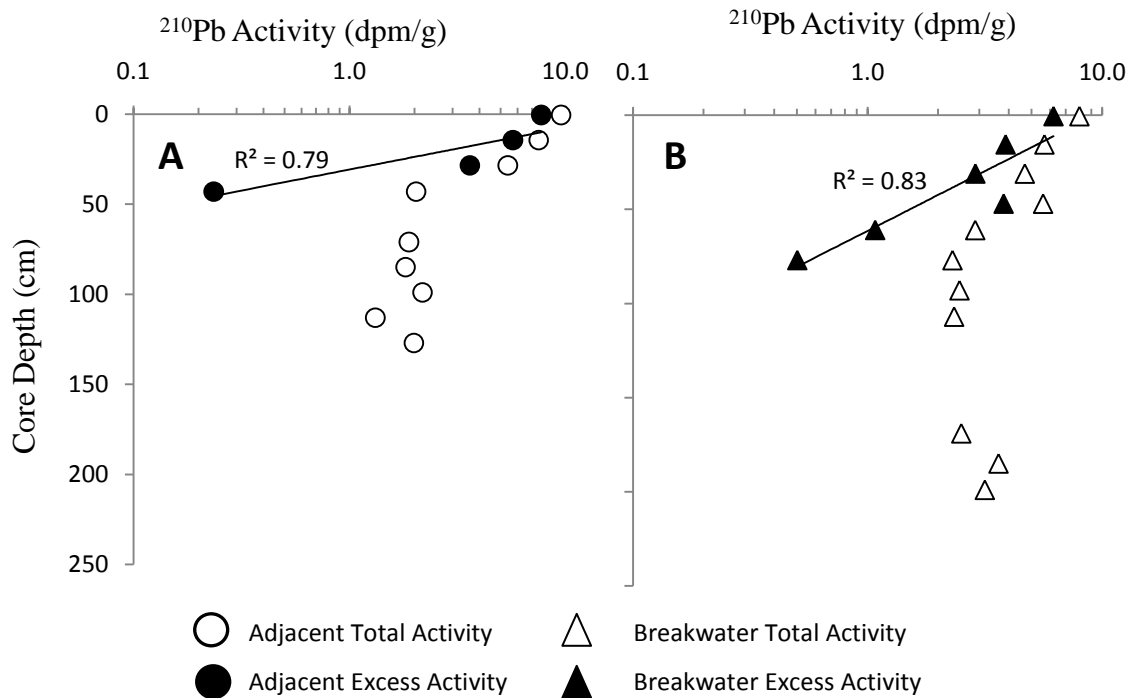 ²¹⁰Pb Activity (dpm/g)
0.1 1.0 10.0
0
50
100
150
200
250
Core Depth (cm)
A
R² = 0.79
²¹⁰Pb Activity (dpm/g)
0.1 1.0 10.0
B
R² = 0.83
Adjacent Total Activity
Breakwater Total Activity
Adjacent Excess Activity
Breakwater Excess Activity